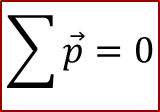 ∑ p⃗ = 0